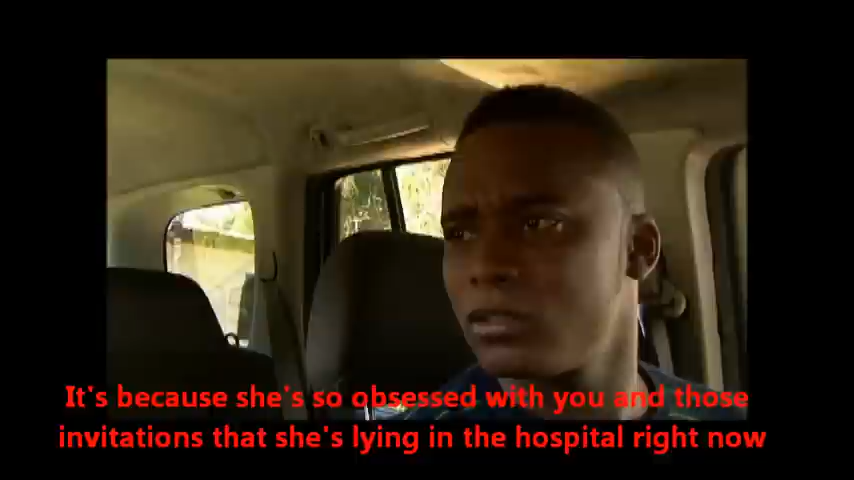 It's because she's so obsessed with you and those
invitations that she's lying in the hospital right now